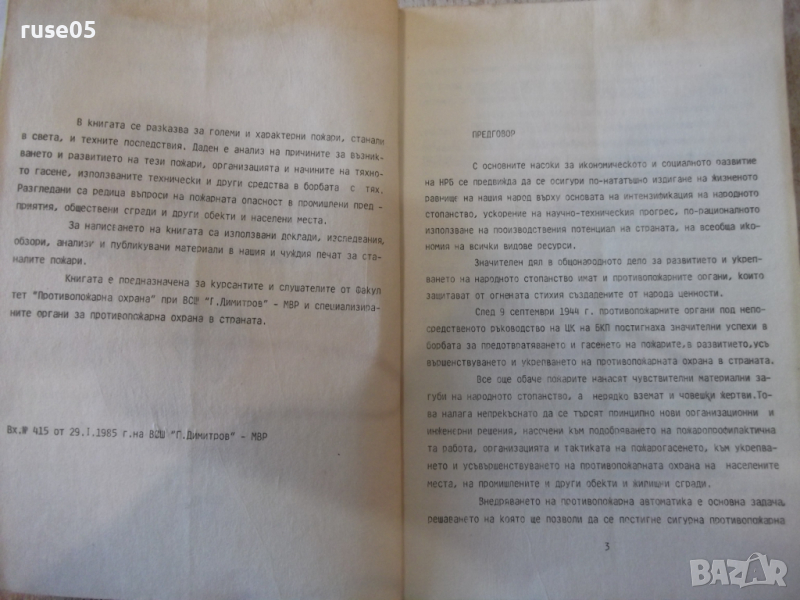 ruse05
В книгата се разказва за големи и характерни пожари, станали
в света, и техните последствия. Даден е анализ на причините за възник-
ването и развитието на тези пожари, организацията и начините на тяхно-
то гасене, използваните технически и други средства в борбата с тях.
Разгледани са редица въпроси на пожарната опасност в промишлени пред -
приятия, обществени сгради и други обекти и населени места.
За написването на книгата са използвани доклади, изследвания,
обзори, анализи и публикувани материали в нашия и чуждия печат за ста-
налите пожари.
Книгата е предназначена за курсантите и слушателите от Факул
тет "Противопожарна охрана" при ВСШ "Г.Димитров" - МВР и специализира-
ните органи за противопожарна охрана в страната.
Вх.№ 415 от 29.I.1985 г.на ВСШ "Г.Димитров" - МВР
ПРЕДГОВОР
С основните насоки за икономическото и социалното развитие
на НРБ се предвижда да се осигури по-нататъшно издигане на жизненото
равнище на нашия народ върху основата на интензификация на народното
стопанство, ускорение на научно-техническия прогрес, по-рационалното
използване на производствения потенциал на страната, на всеобща ико-
номия на всички видове ресурси.
Значителен дял в общонародното дело за развитието и укреп-
ването на народното стопанство имат и противопожарните органи, които
защитават от огнената стихия създадените от народа ценности.
След 9 септември 1944 г. противопожарните органи под непо-
средственото ръководство на ЦК на БКП постигнаха значителни успехи в
борбата за предотвратяването и гасенето на пожарите,в развитието,усъ
вършенствуването и укрепването на противопожарната охрана в страната.
Все още обаче пожарите нанасят чувствителни материални за-
губи на народното стопанство, а нерядко вземат и човешки жертви.То-
ва налага непрекъснато да се търсят принципно нови организационни и
инженерни решения, насочени към подобряването на пожаропрофилактична
та работа, организацията и тактиката на пожарогасенето, към укрепва-
нето и усъвършенствуването на противопожарната охрана на населените
места, на промишлените и други обекти и жилищни сгради.
Внедряването на противопожарна автоматика е основна задача,
решаването на която ще позволи да се постигне сигурна противопожарна
3
BAZAR